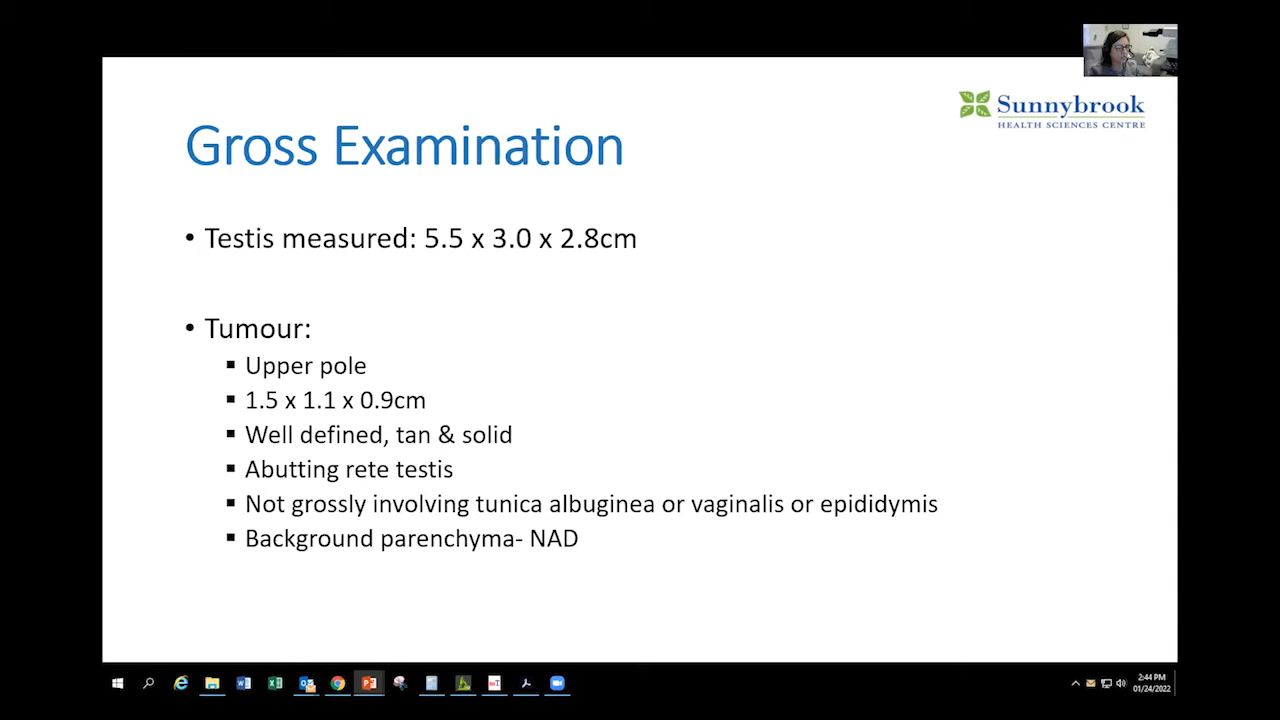 Sunnybrook
HEALTH SCIENCES CENTRE
Gross Examination
• Testis measured: 5.5 x 3.0 x 2.8cm
• Tumour:
▪ Upper pole
▪ 1.5 x 1.1 x 0.9cm
▪ Well defined, tan & solid
▪ Abutting rete testis
▪ Not grossly involving tunica albuginea or vaginalis or epididymis
▪ Background parenchyma- NAD
2:44 PM
01/24/2022